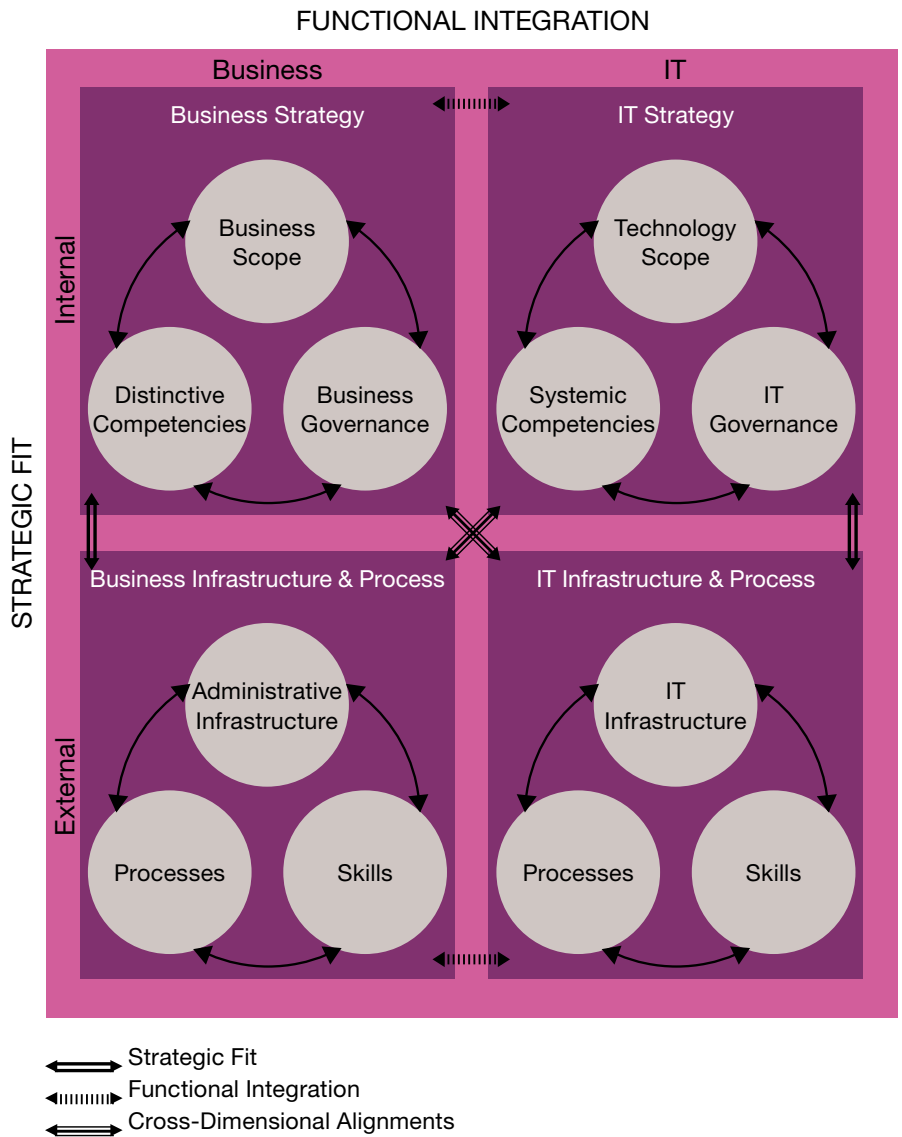 FUNCTIONAL INTEGRATION
Business
IT
STRATEGIC FIT
Internal
Business Strategy
Business
Scope
Distinctive
Competencies
Business
Governance
IT Strategy
Technology
Scope
Systemic
Competencies
IT
Governance
External
Business Infrastructure & Process
Administrative
Infrastructure
Processes
Skills
IT Infrastructure & Process
IT
Infrastructure
Processes
Skills
Strategic Fit
Functional Integration
Cross-Dimensional Alignments